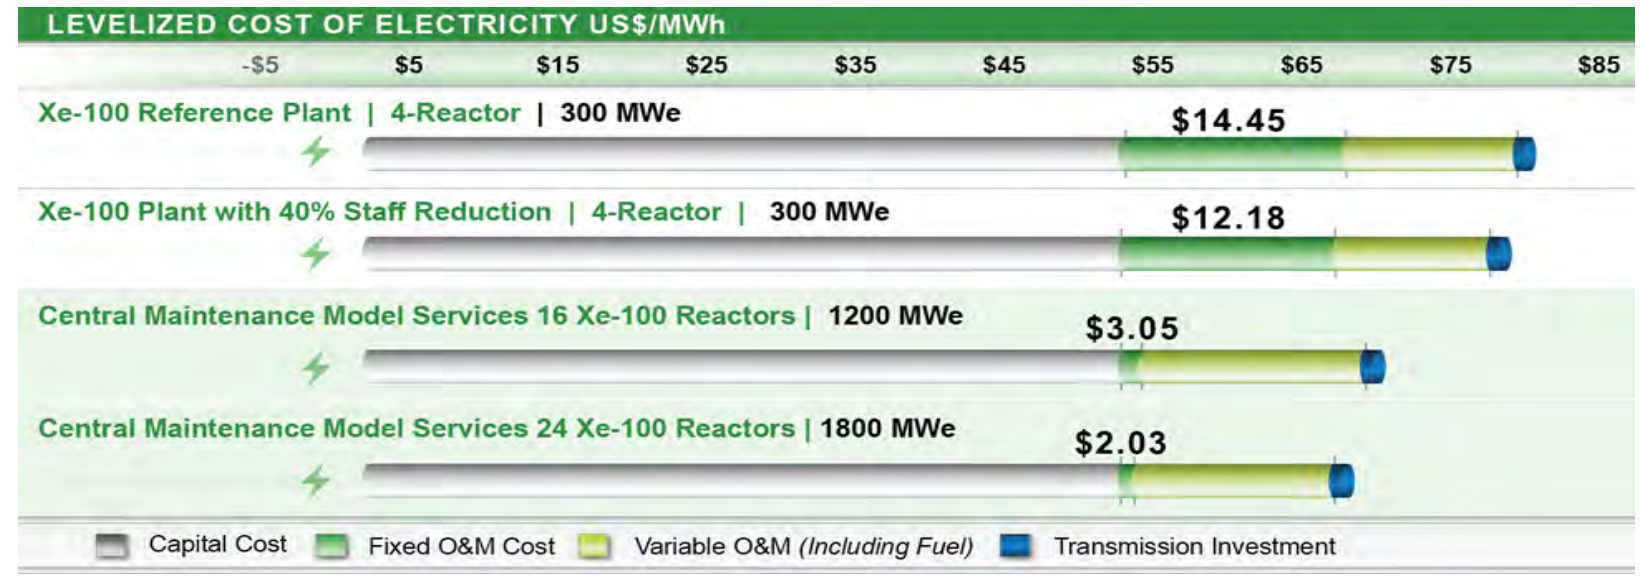 LEVELIZED COST OF ELECTRICITY US$/MWh
-$5 $5 $15 $25 $35 $45 $55 $65 $75 $85
Xe-100 Reference Plant | 4-Reactor | 300 MWe
$14.45
Xe-100 Plant with 40% Staff Reduction | 4-Reactor | 300 MWe
$12.18
Central Maintenance Model Services 16 Xe-100 Reactors | 1200 MWe
$3.05
Central Maintenance Model Services 24 Xe-100 Reactors | 1800 MWe
$2.03
Capital Cost Fixed O&M Cost Variable O&M (Including Fuel) Transmission Investment